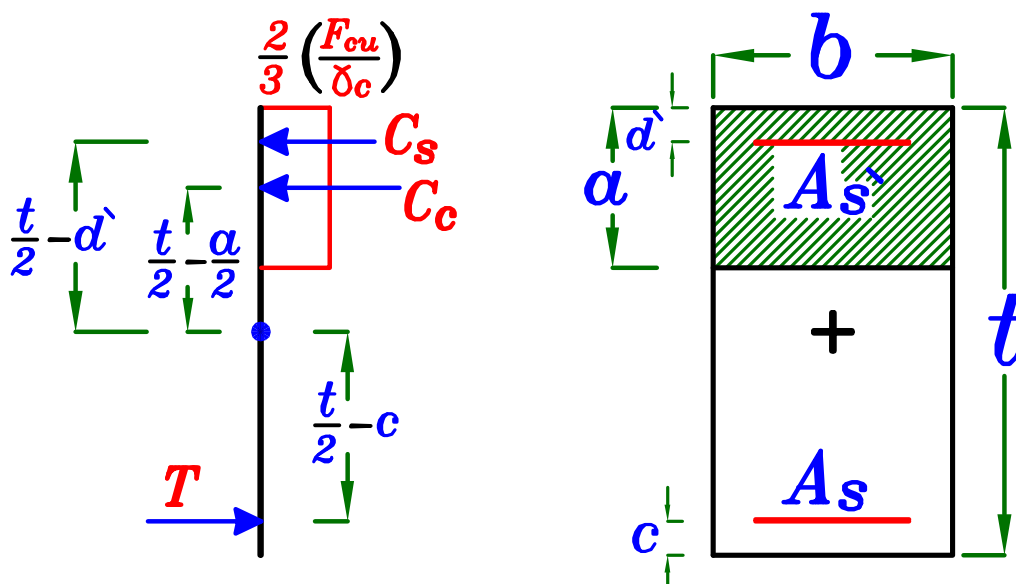 2/3 (Fcu/γc)
b
Cs
d`
As`
a
Cc
t/2 - d`
t/2 - a/2
t
t/2 - c
T
As
c